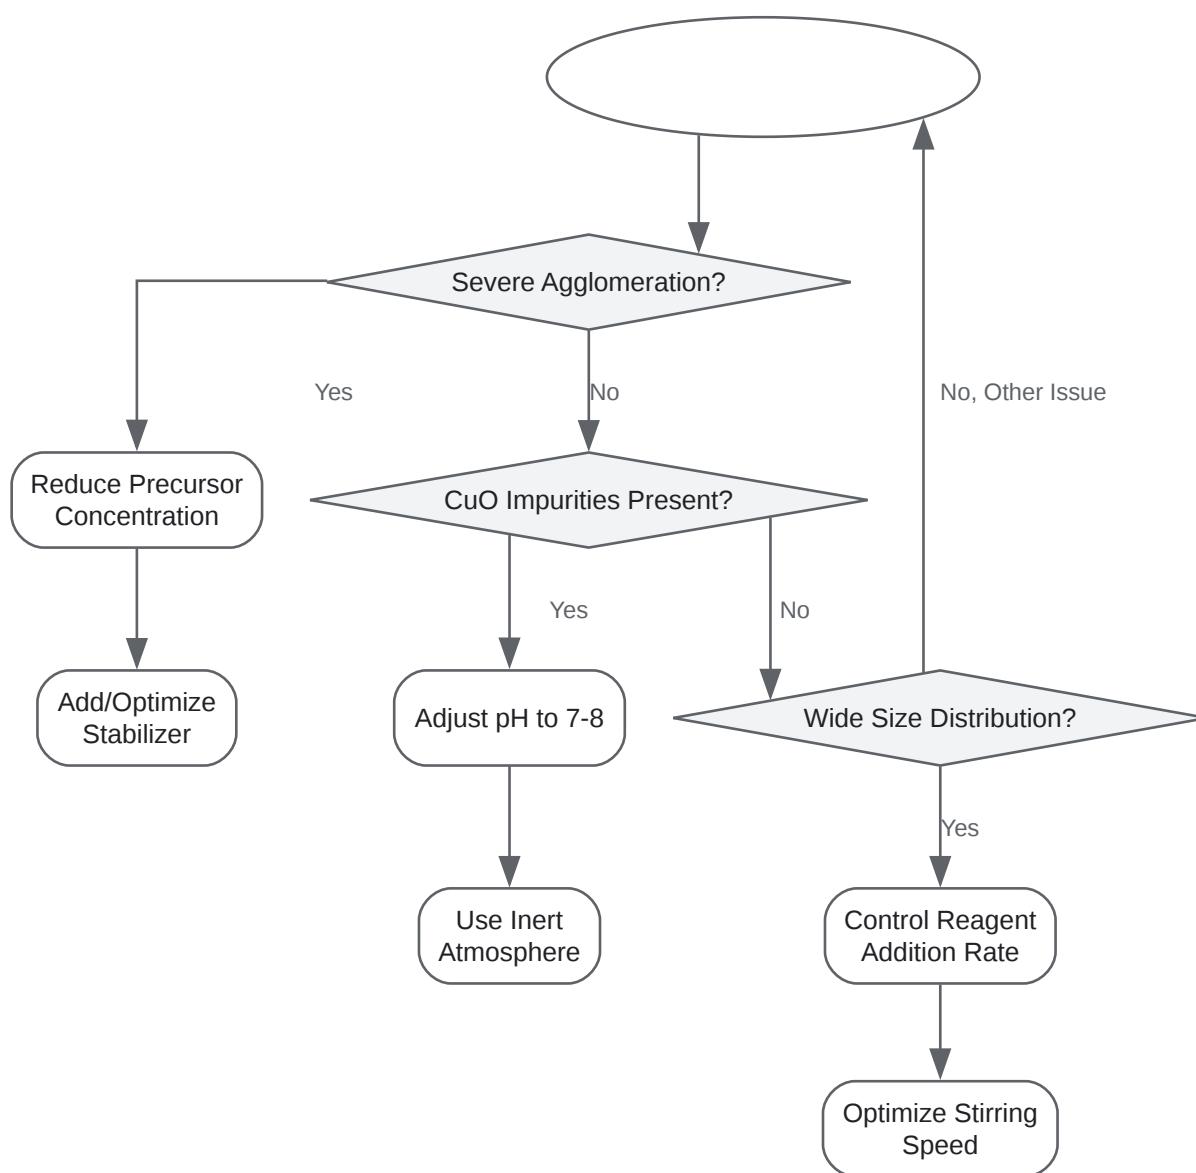 Severe Agglomeration?
Yes
No
No, Other Issue
Reduce Precursor
Concentration
CuO Impurities Present?
Yes
No
Add/Optimize
Stabilizer
Adjust pH to 7-8
Wide Size Distribution?
Yes
Use Inert
Atmosphere
Control Reagent
Addition Rate
Optimize Stirring
Speed